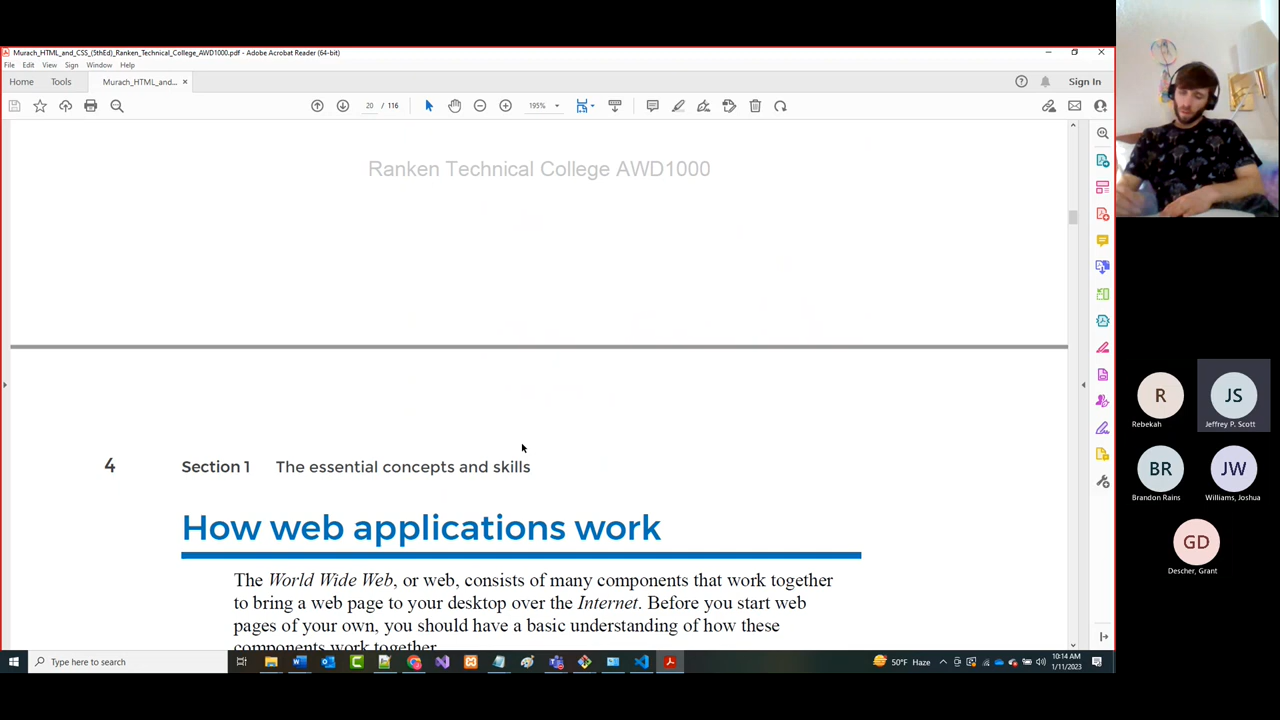 Murach_HTML_and_CSS_(5thEd)_Ranken_Technical_College_AWD1000.pdf - Adobe Acrobat Reader (64-bit)
File Edit View Sign Window Help
Home Tools Murach_HTML_and... × Sign In
20 / 116 195%
Ranken Technical College AWD1000
4 Section 1 The essential concepts and skills
How web applications work
The World Wide Web, or web, consists of many components that work together
to bring a web page to your desktop over the Internet. Before you start web
pages of your own, you should have a basic understanding of how these
components work together.
R
Rebekah
JS
Jeffrey P. Scott
BR
Brandon Rains
JW
Williams, Joshua
GD
Descher, Grant
Type here to search
50°F Haze
10:14 AM
1/11/2023